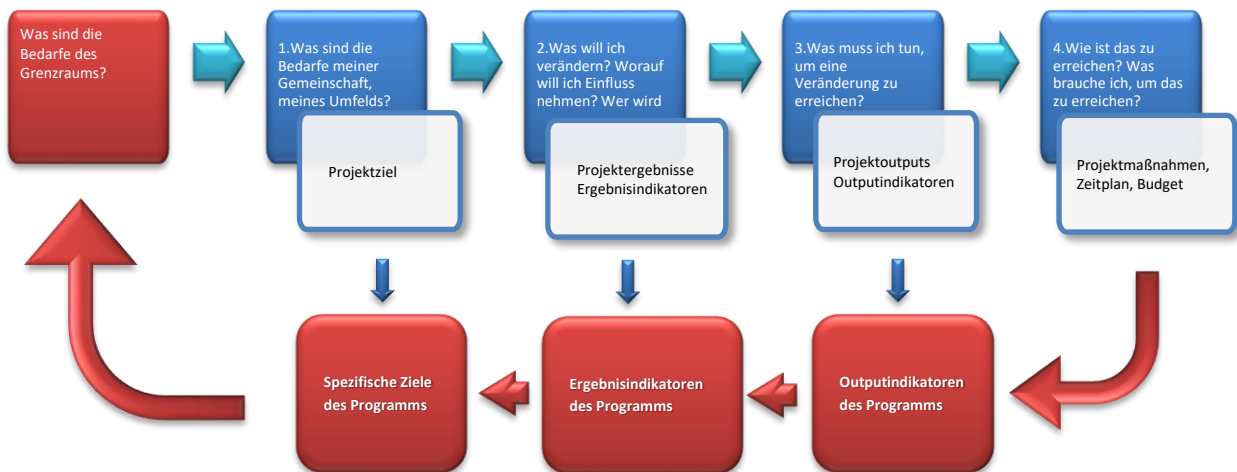 Was sind die
Bedarfe des
Grenzraums?
1.Was sind die
Bedarfe meiner
Gemeinschaft,
meines Umfelds?
Projektziel
2.Was will ich
verändern? Worauf
will ich Einfluss
nehmen? Wer wird
Projektergebnisse
Ergebnisindikatoren
3.Was muss ich tun,
um eine
Veränderung zu
erreichen?
Projektoutputs
Outputindikatoren
4.Wie ist das zu
erreichen? Was
brauche ich, um das
zu erreichen?
Projektmaßnahmen,
Zeitplan, Budget
Spezifische Ziele
des Programms
Ergebnisindikatoren
des Programms
Outputindikatoren
des Programms